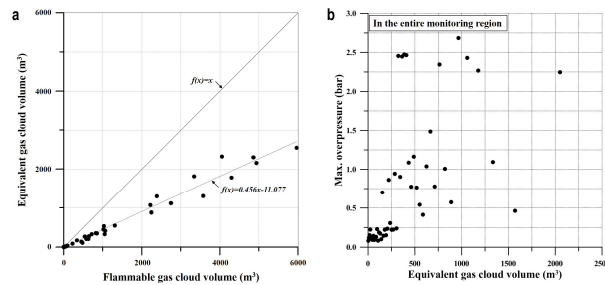 a
6000
4000
2000
0
0
2000
4000
6000
Equivalent gas cloud volume (m³)
Flammable gas cloud volume (m³)
f(x)=x
f(x)=0.456x-11.077
b
In the entire monitoring region
3.0
2.5
2.0
1.5
1.0
0.5
0.0
0
500
1000
1500
2000
250
Max. overpressure (bar)
Equivalent gas cloud volume (m³)